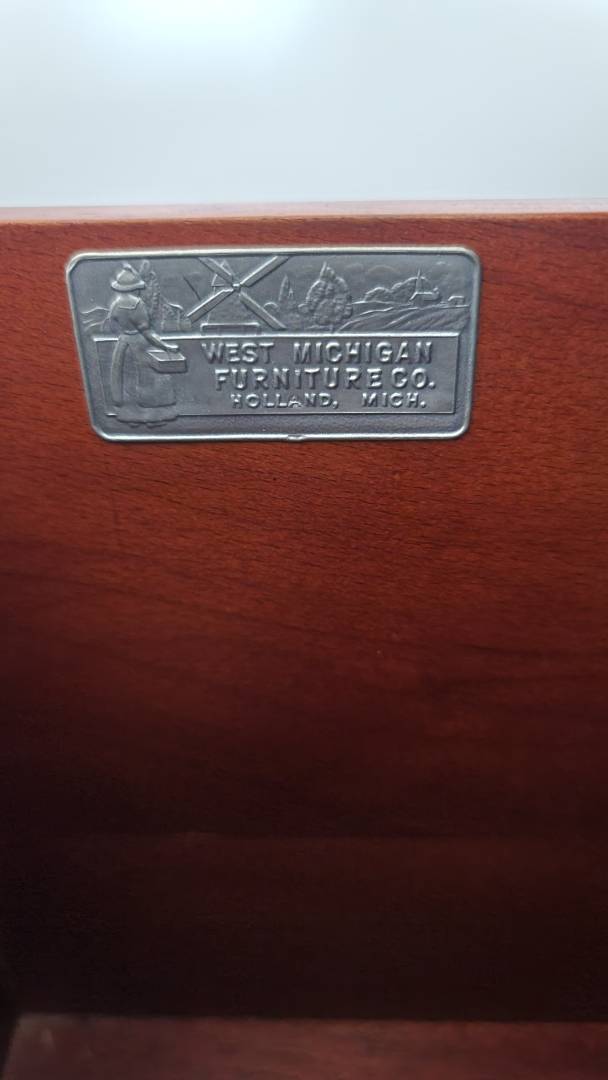 WEST MICHIGAN
FURNITURE CO.
HOLLAND, MICH.